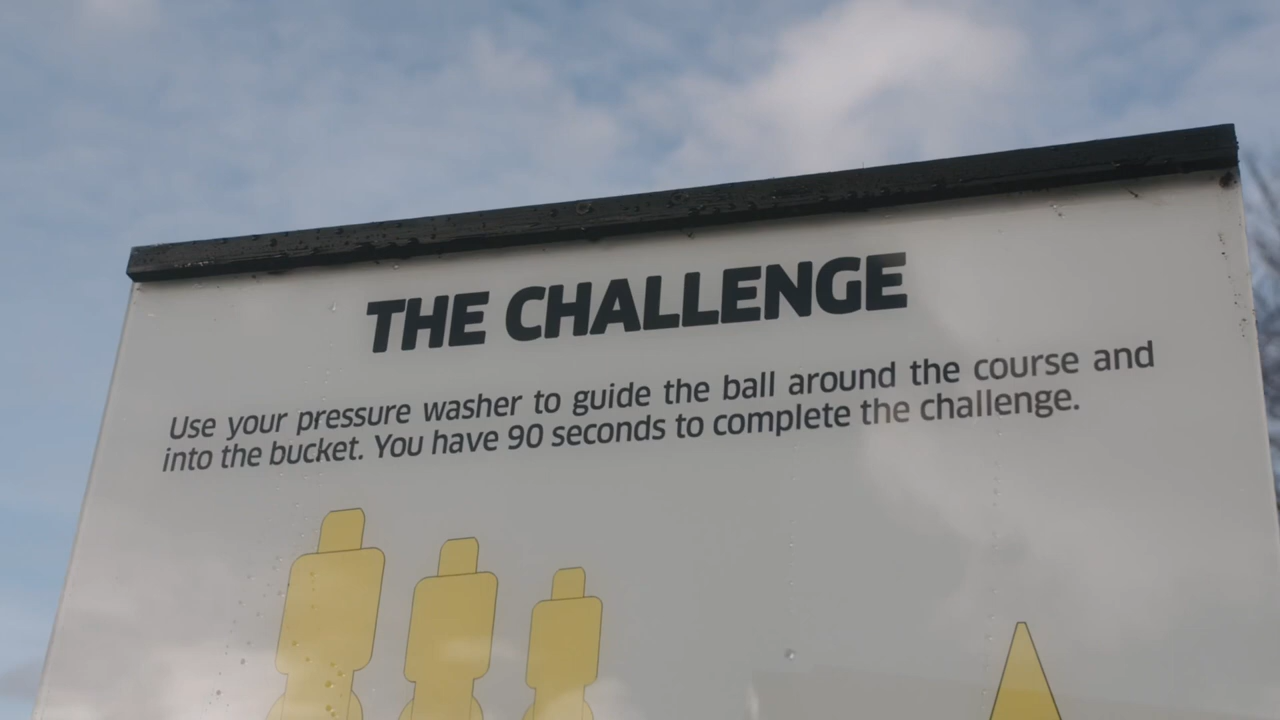 THE CHALLENGE
Use your pressure washer to guide the ball around the course and
into the bucket. You have 90 seconds to complete the challenge.